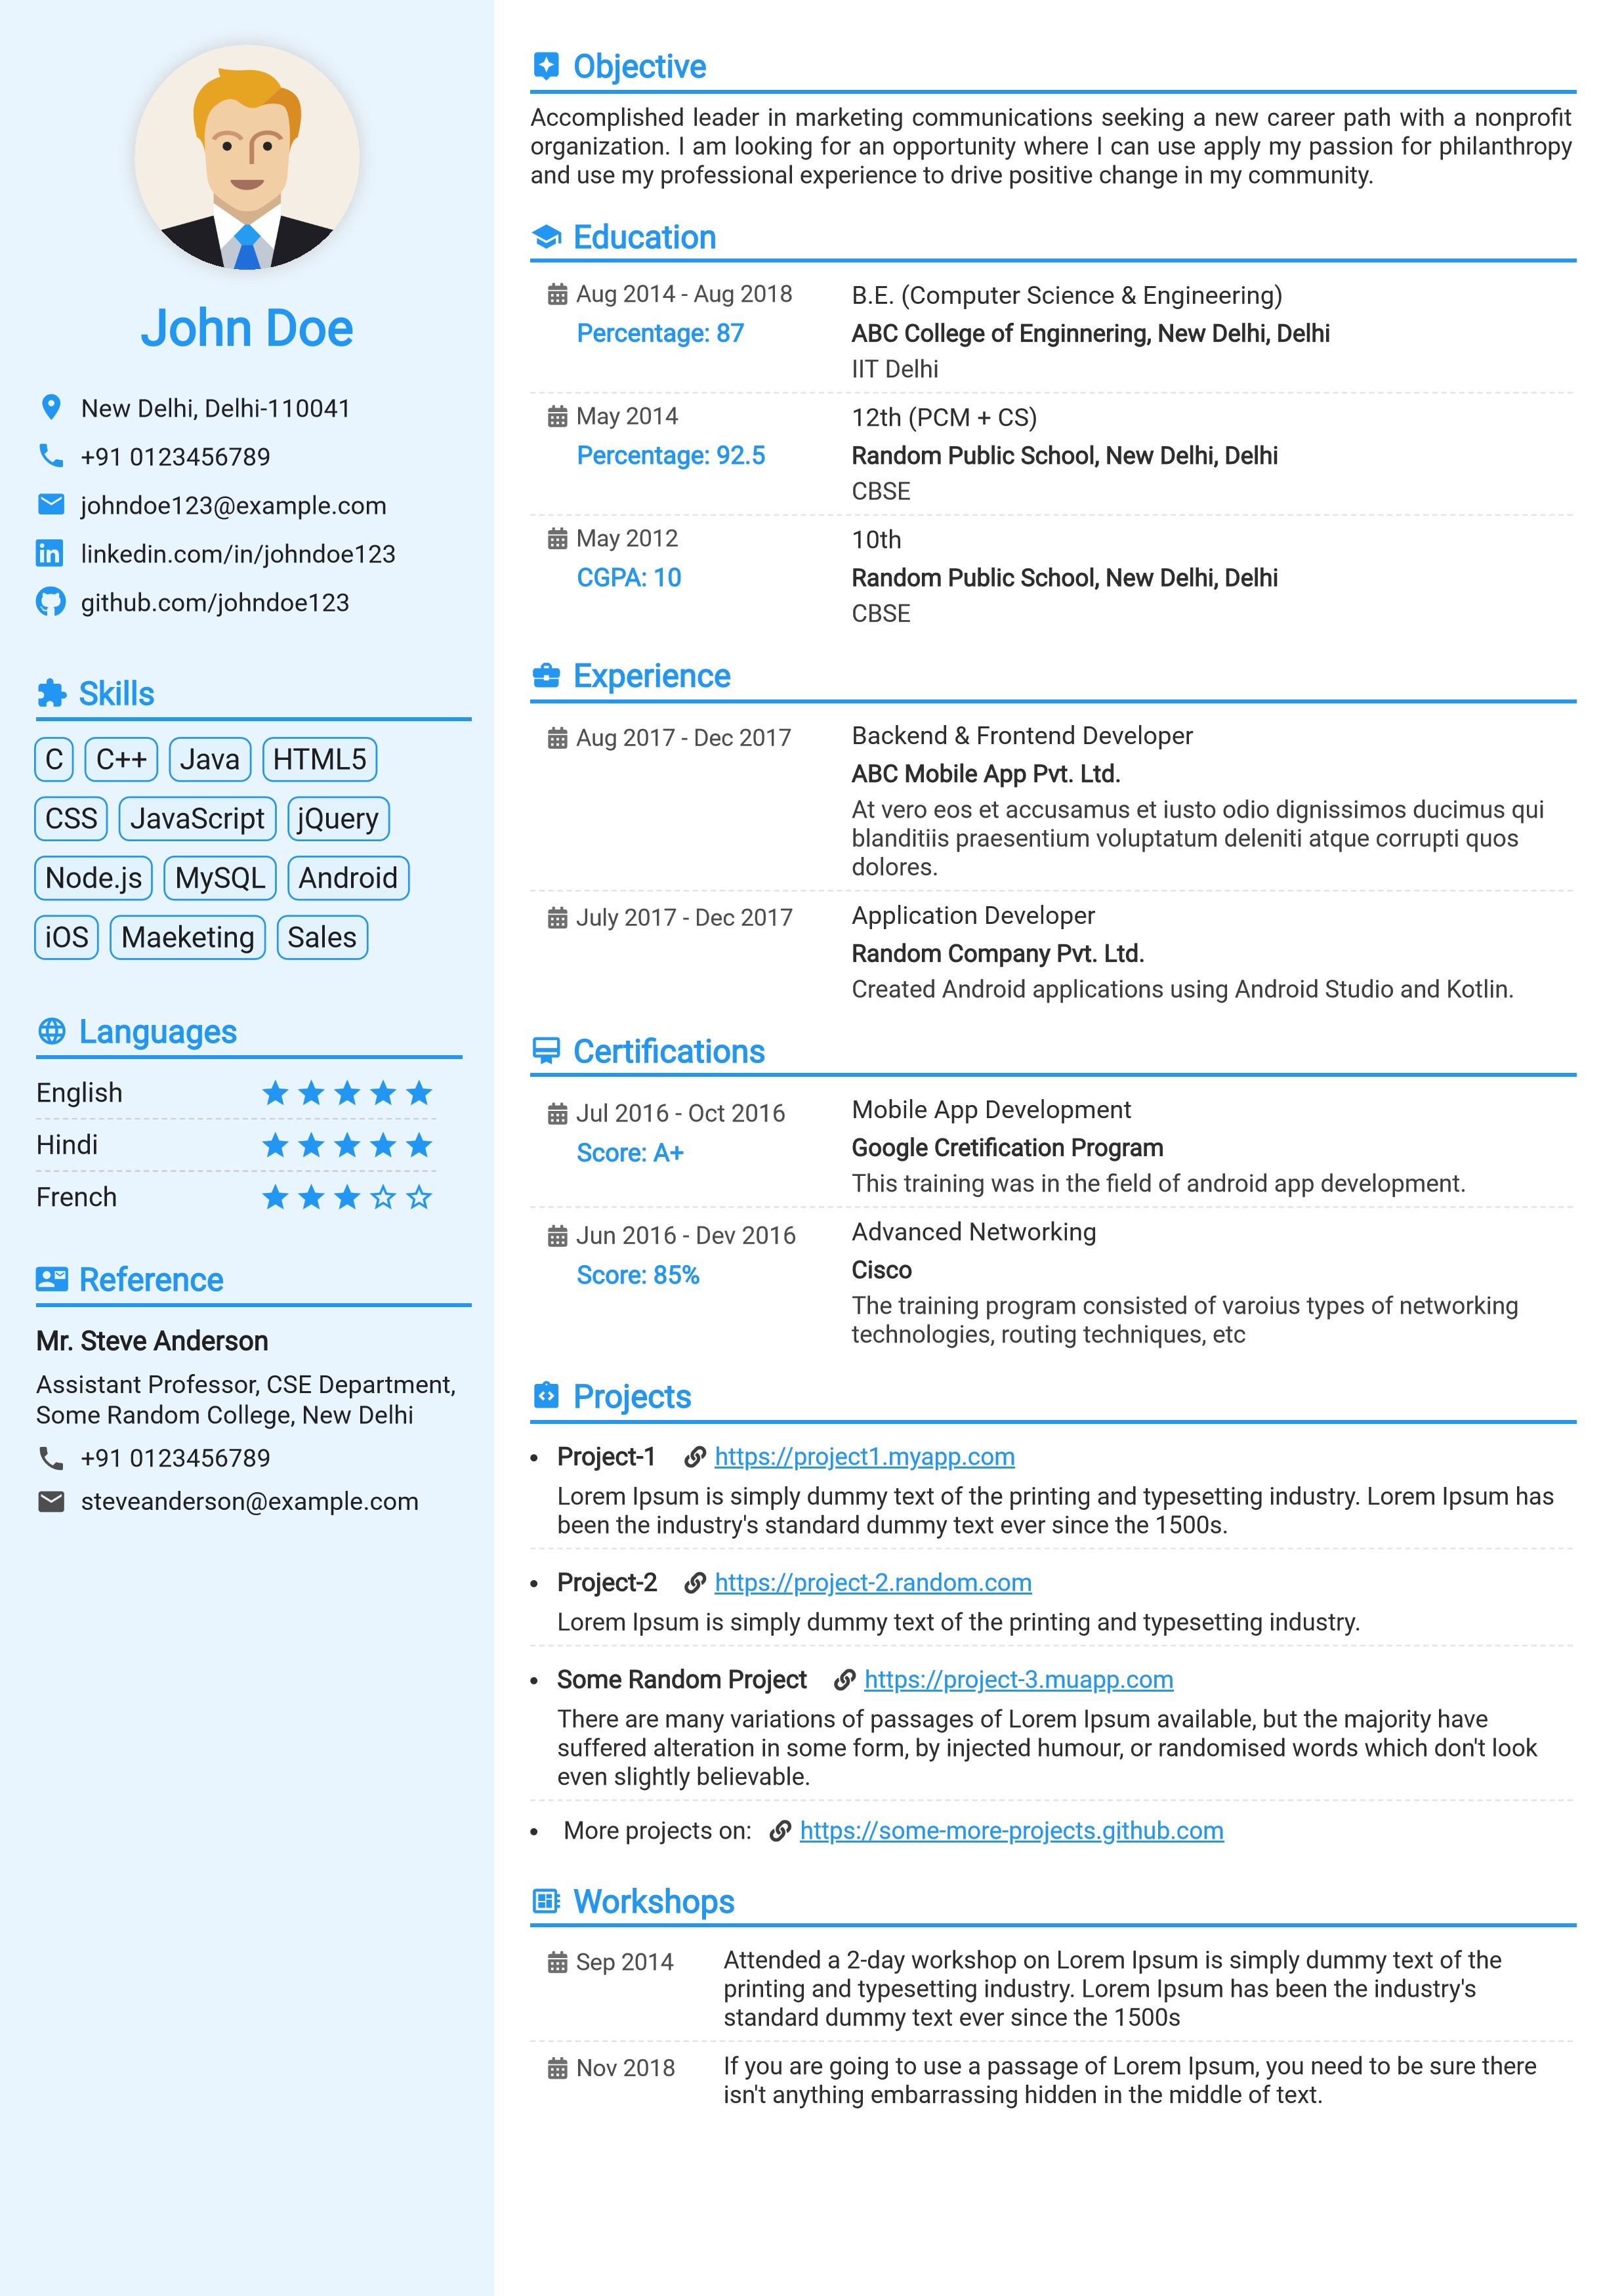 John Doe
New Delhi, Delhi-110041
+91 0123456789
johndoe123@example.com
linkedin.com/in/johndoe123
github.com/johndoe123
Skills
C C++ Java HTML5
CSS JavaScript jQuery
Node.js MySQL Android
iOS Maeketing Sales
Languages
English
Hindi
French
Reference
Mr. Steve Anderson
Assistant Professor, CSE Department,
Some Random College, New Delhi
+91 0123456789
steveanderson@example.com
Objective
Accomplished leader in marketing communications seeking a new career path with a nonprofit
organization. I am looking for an opportunity where I can use apply my passion for philanthropy
and use my professional experience to drive positive change in my community.
Education
Aug 2014 - Aug 2018 B.E. (Computer Science & Engineering)
Percentage: 87 ABC College of Enginnering, New Delhi, Delhi
IIT Delhi
May 2014 12th (PCM + CS)
Percentage: 92.5 Random Public School, New Delhi, Delhi
CBSE
May 2012 10th
CGPA: 10 Random Public School, New Delhi, Delhi
CBSE
Experience
Aug 2017 - Dec 2017 Backend & Frontend Developer
ABC Mobile App Pvt. Ltd.
At vero eos et accusamus et iusto odio dignissimos ducimus qui
blanditiis praesentium voluptatum deleniti atque corrupti quos
dolores.
July 2017 - Dec 2017 Application Developer
Random Company Pvt. Ltd.
Created Android applications using Android Studio and Kotlin.
Certifications
Jul 2016 - Oct 2016 Mobile App Development
Score: A+ Google Cretification Program
This training was in the field of android app development.
Jun 2016 - Dev 2016 Advanced Networking
Score: 85% Cisco
The training program consisted of varoius types of networking
technologies, routing techniques, etc
Projects
• Project-1 https://project1.myapp.com
Lorem Ipsum is simply dummy text of the printing and typesetting industry. Lorem Ipsum has
been the industry's standard dummy text ever since the 1500s.
• Project-2 https://project-2.random.com
Lorem Ipsum is simply dummy text of the printing and typesetting industry.
• Some Random Project https://project-3.muapp.com
There are many variations of passages of Lorem Ipsum available, but the majority have
suffered alteration in some form, by injected humour, or randomised words which don't look
even slightly believable.
• More projects on: https://some-more-projects.github.com
Workshops
Sep 2014 Attended a 2-day workshop on Lorem Ipsum is simply dummy text of the
printing and typesetting industry. Lorem Ipsum has been the industry's
standard dummy text ever since the 1500s
Nov 2018 If you are going to use a passage of Lorem Ipsum, you need to be sure there
isn't anything embarrassing hidden in the middle of text.